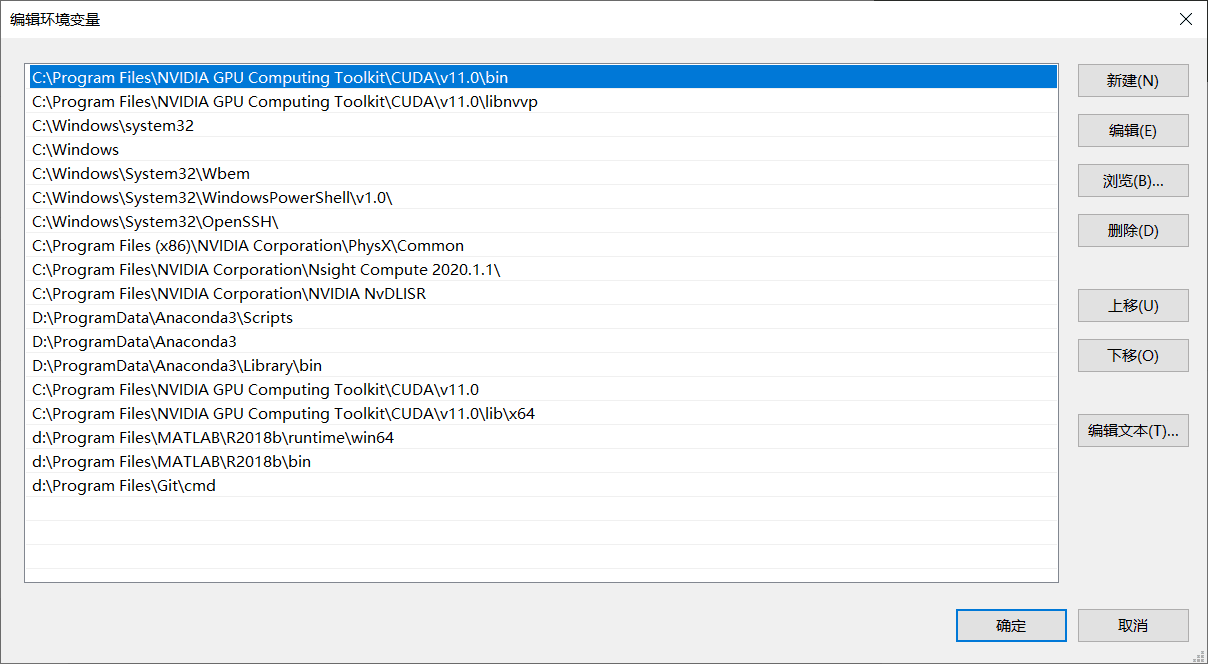 编辑环境变量
C:\Program Files\NVIDIA GPU Computing Toolkit\CUDA\v11.0\bin
新建(N)
C:\Program Files\NVIDIA GPU Computing Toolkit\CUDA\v11.0\libnvvp
C:\Windows\system32
编辑(E)
C:\Windows
C:\Windows\System32\Wbem
浏览(B)...
C:\Windows\System32\WindowsPowerShell\v1.0\
C:\Windows\System32\OpenSSH\
删除(D)
C:\Program Files (x86)\NVIDIA Corporation\PhysX\Common
C:\Program Files\NVIDIA Corporation\Nsight Compute 2020.1.1\
C:\Program Files\NVIDIA Corporation\NVIDIA NvDLISR
上移(U)
D:\ProgramData\Anaconda3\Scripts
D:\ProgramData\Anaconda3
下移(O)
D:\ProgramData\Anaconda3\Library\bin
C:\Program Files\NVIDIA GPU Computing Toolkit\CUDA\v11.0
C:\Program Files\NVIDIA GPU Computing Toolkit\CUDA\v11.0\lib\x64
编辑文本(T)...
d:\Program Files\MATLAB\R2018b\runtime\win64
d:\Program Files\MATLAB\R2018b\bin
d:\Program Files\Git\cmd
确定
取消